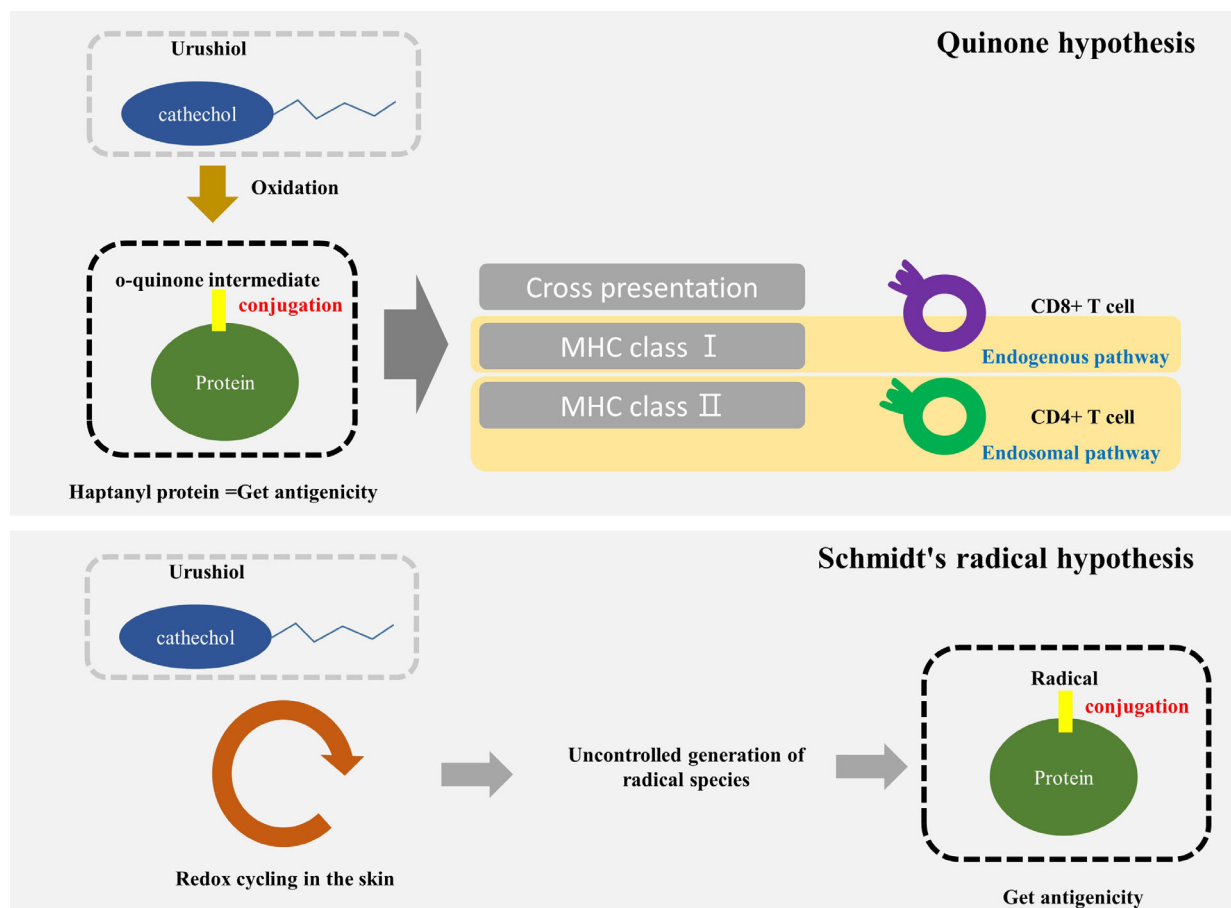 Quinone hypothesis
Urushiol
cathechol
Oxidation
o-quinone intermediate
conjugation
Protein
Haptanyl protein =Get antigenicity
Cross presentation
MHC class Ⅰ
MHC class Ⅱ
CD8+ T cell
Endogenous pathway
CD4+ T cell
Endosomal pathway
Schmidt's radical hypothesis
Urushiol
cathechol
Redox cycling in the skin
Uncontrolled generation of
radical species
Radical
conjugation
Protein
Get antigenicity